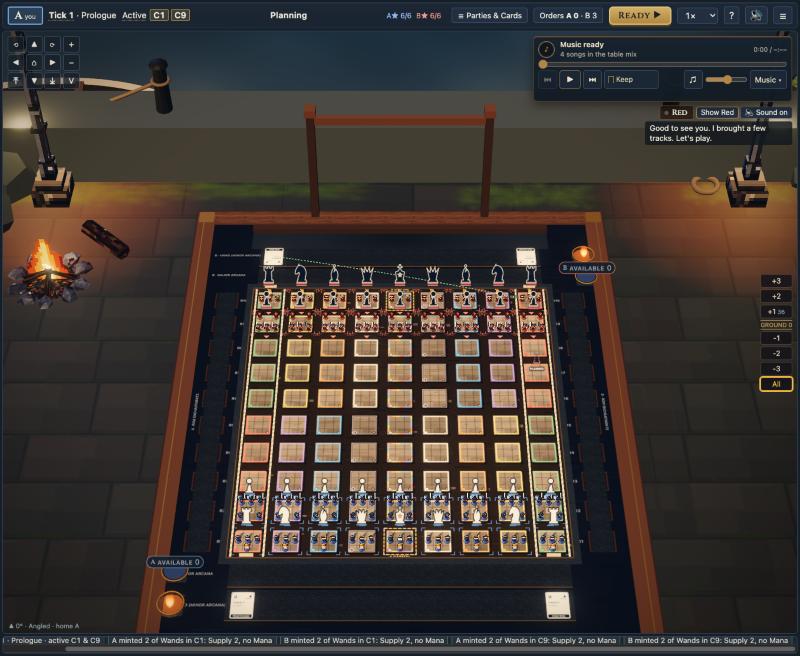 A you
Tick 1 · Prologue Active C1 C9
Planning
A★ 6/6 B★ 6/6
≡ Parties & Cards
Orders A 0 · B 3
READY ▶
1×
?
≡
Music ready
4 songs in the table mix
0:00 / –:––
Keep
Music
RED
Show Red
Sound on
Good to see you. I brought a few
tracks. Let's play.
V
B AVAILABLE 0
+3
+2
+1 36
GROUND 0
-1
-2
-3
All
A AVAILABLE 0
▲ 0° · Angled · home A
· Prologue · active C1 & C9
A minted 2 of Wands in C1: Supply 2, no Mana
B minted 2 of Wands in C1: Supply 2, no Mana
A minted 2 of Wands in C9: Supply 2, no Mana
B minted 2 of Wands in C9: Supply 2, no Mana